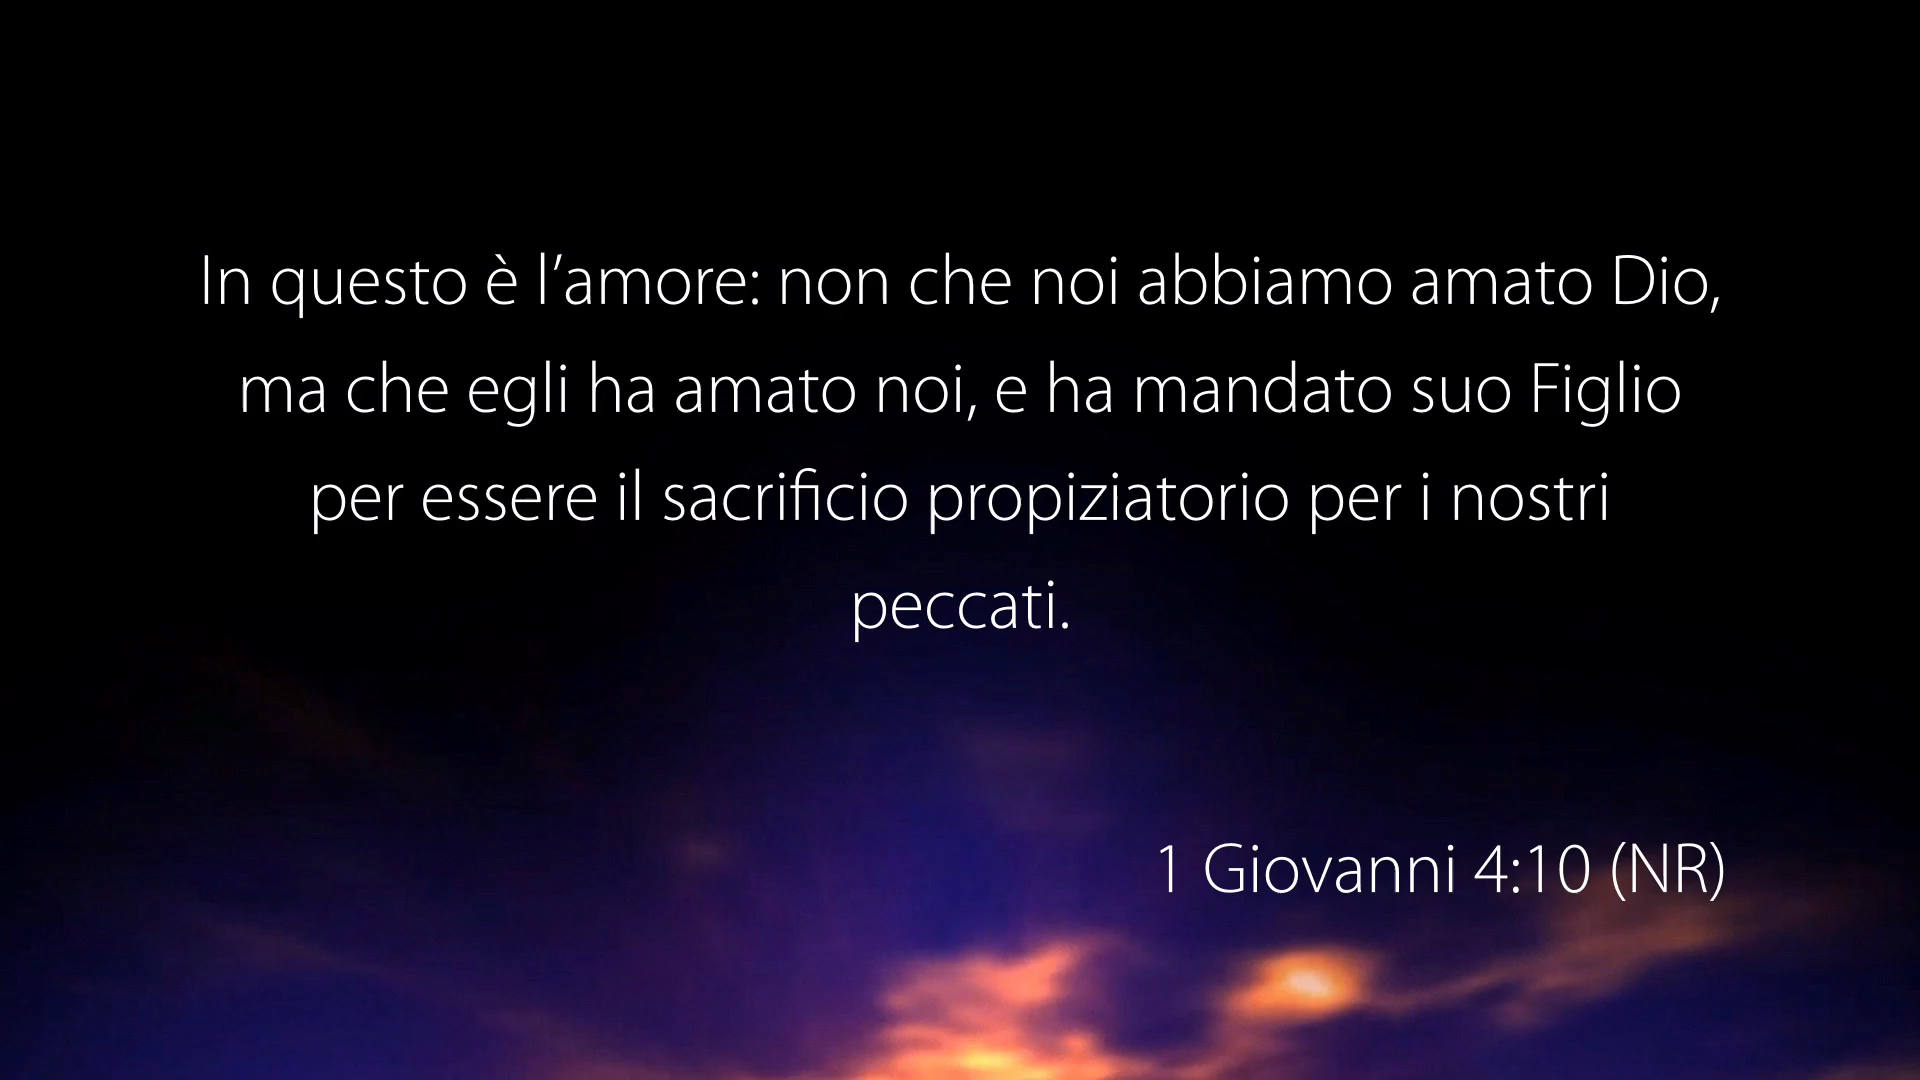 In questo è l’amore: non che noi abbiamo amato Dio,
ma che egli ha amato noi, e ha mandato suo Figlio
per essere il sacrificio propiziatorio per i nostri
peccati.
1 Giovanni 4:10 (NR)